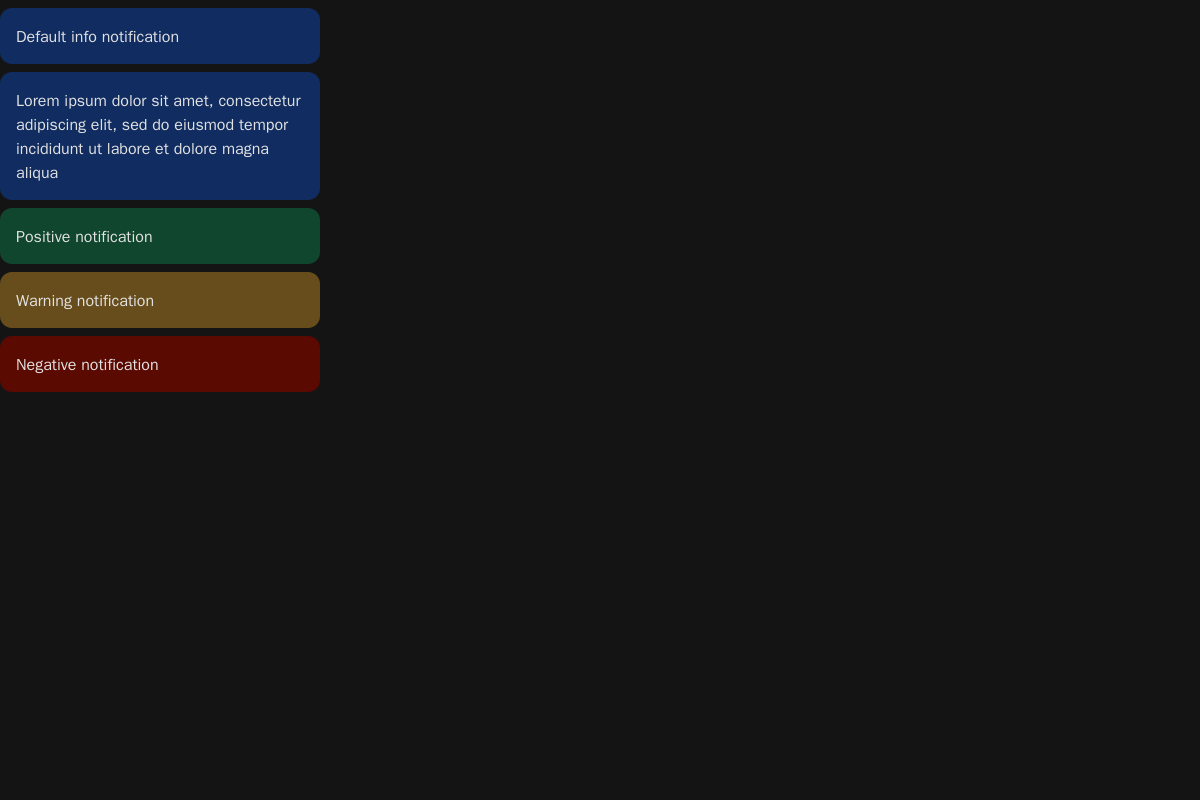 Default info notification
Lorem ipsum dolor sit amet, consectetur
adipiscing elit, sed do eiusmod tempor
incididunt ut labore et dolore magna
aliqua
Positive notification
Warning notification
Negative notification